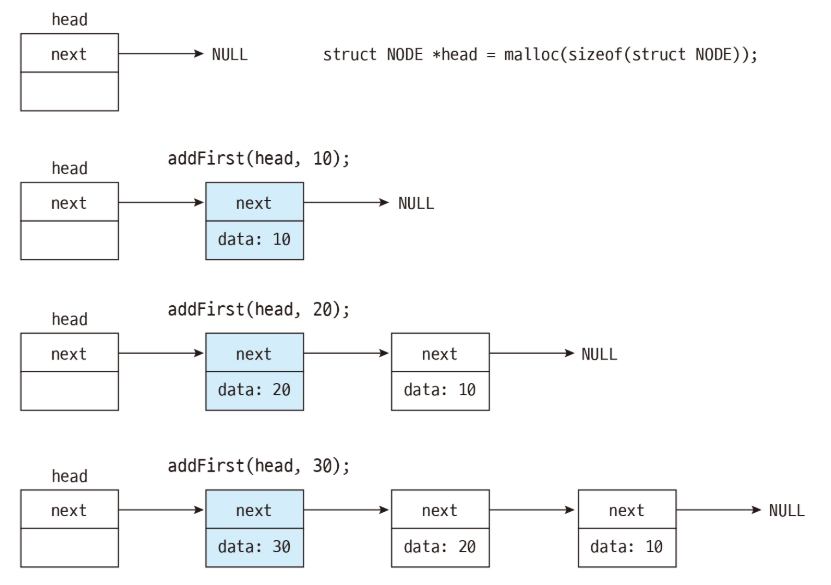 head
next NULL struct NODE *head = malloc(sizeof(struct NODE));
addFirst(head, 10);
head
next next NULL
data: 10
addFirst(head, 20);
head
next next next NULL
data: 20 data: 10
addFirst(head, 30);
head
next next next next NULL
data: 30 data: 20 data: 10